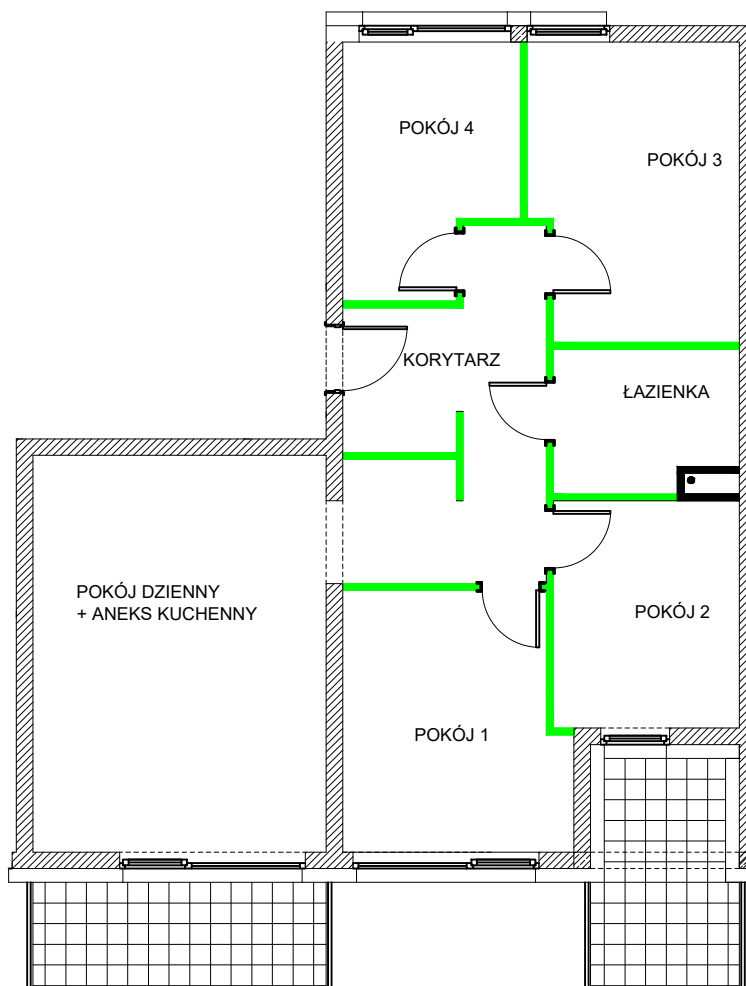 POKÓJ 4
POKÓJ 3
KORYTARZ
ŁAZIENKA
POKÓJ DZIENNY
+ ANEKS KUCHENNY
POKÓJ 2
POKÓJ 1